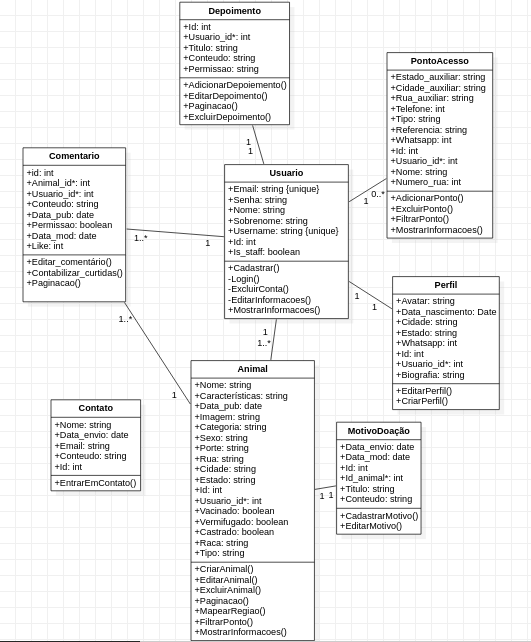 Depoimento
+Id: int
+Usuario_id*: int
+Titulo: string
+Conteudo: string
+Permissao: string
+AdicionarDepoiemento()
+EditarDepoimento()
+Paginacao()
+ExcluirDepoimento()
PontoAcesso
+Estado_auxiliar: string
+Cidade_auxiliar: string
+Rua_auxiliar: string
+Telefone: int
+Tipo: string
+Referencia: string
+Whatsapp: int
+Id: int
+Usuario_id*: int
+Nome: string
+Numero_rua: int
+AdicionarPonto()
+ExcluirPonto()
+FiltrarPonto()
+MostrarInformacoes()
1
1
Comentario
+id: int
+Animal_id*: int
+Usuario_id*: int
+Conteudo: string
+Data_pub: date
+Permissao: boolean
+Data_mod: date
+Like: int
+Editar_comentário()
+Contabilizar_curtidas()
+Paginacao()
Usuario
+Email: string {unique}
+Senha: string
+Nome: string
+Sobrenome: string
+Username: string {unique}
+Id: int
+Is_staff: boolean
+Cadastrar()
-Login()
-ExcluirConta()
-EditarInformacoes()
+MostrarInformacoes()
1 0..*
1..* 1
Perfil
+Avatar: string
+Data_nascimento: Date
+Cidade: string
+Estado: string
+Whatsapp: int
+Id: int
+Usuario_id*: int
+Biografia: string
+EditarPerfil()
+CriarPerfil()
1
1
1..*
1
1
1..*
Animal
+Nome: string
+Características: string
+Data_pub: date
+Imagem: string
+Categoria: string
+Sexo: string
+Porte: string
+Rua: string
+Cidade: string
+Estado: string
+Id: int
+Usuario_id*: int
+Vacinado: boolean
+Vermifugado: boolean
+Castrado: boolean
+Raca: string
+Tipo: string
+CriarAnimal()
+EditarAnimal()
+ExcluirAnimal()
+Paginacao()
+MapearRegiao()
+FiltrarPonto()
+MostrarInformacoes()
Contato
+Nome: string
+Data_envio: date
+Email: string
+Conteudo: string
+Id: int
+EntrarEmContato()
MotivoDoação
+Data_envio: date
+Data_mod: date
+Id: int
+Id_animal*: int
+Titulo: string
+Conteudo: string
+CadastrarMotivo()
+EditarMotivo()
1 1